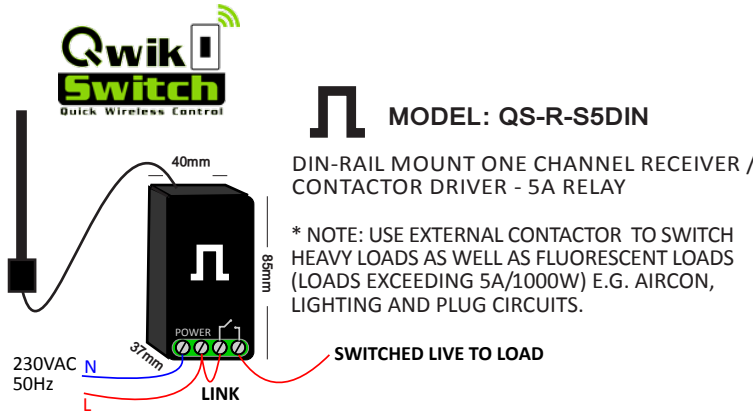 Qwik
Switch
Quick Wireless Control
MODEL: QS-R-S5DIN
DIN-RAIL MOUNT ONE CHANNEL RECEIVER /
CONTACTOR DRIVER - 5A RELAY
* NOTE: USE EXTERNAL CONTACTOR TO SWITCH
HEAVY LOADS AS WELL AS FLUORESCENT LOADS
(LOADS EXCEEDING 5A/1000W) E.G. AIRCON,
LIGHTING AND PLUG CIRCUITS.
40mm
85mm
37mm
POWER
230VAC N
50Hz
L
LINK
SWITCHED LIVE TO LOAD